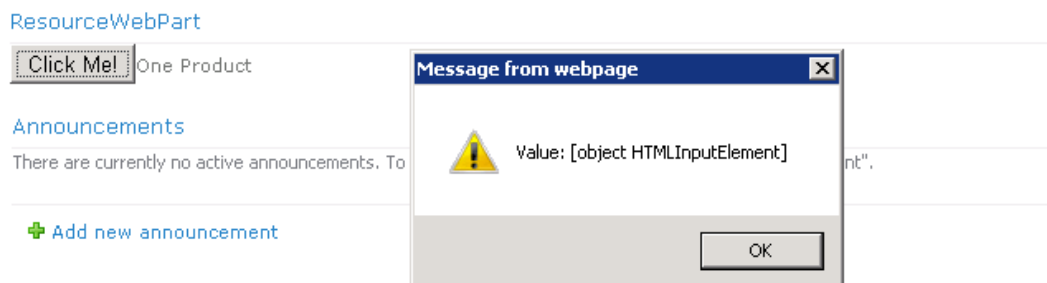 ResourceWebPart
Click Me! One Product
Message from webpage
Value: [object HTMLInputElement]
OK
Announcements
There are currently no active announcements. To nt".
Add new announcement